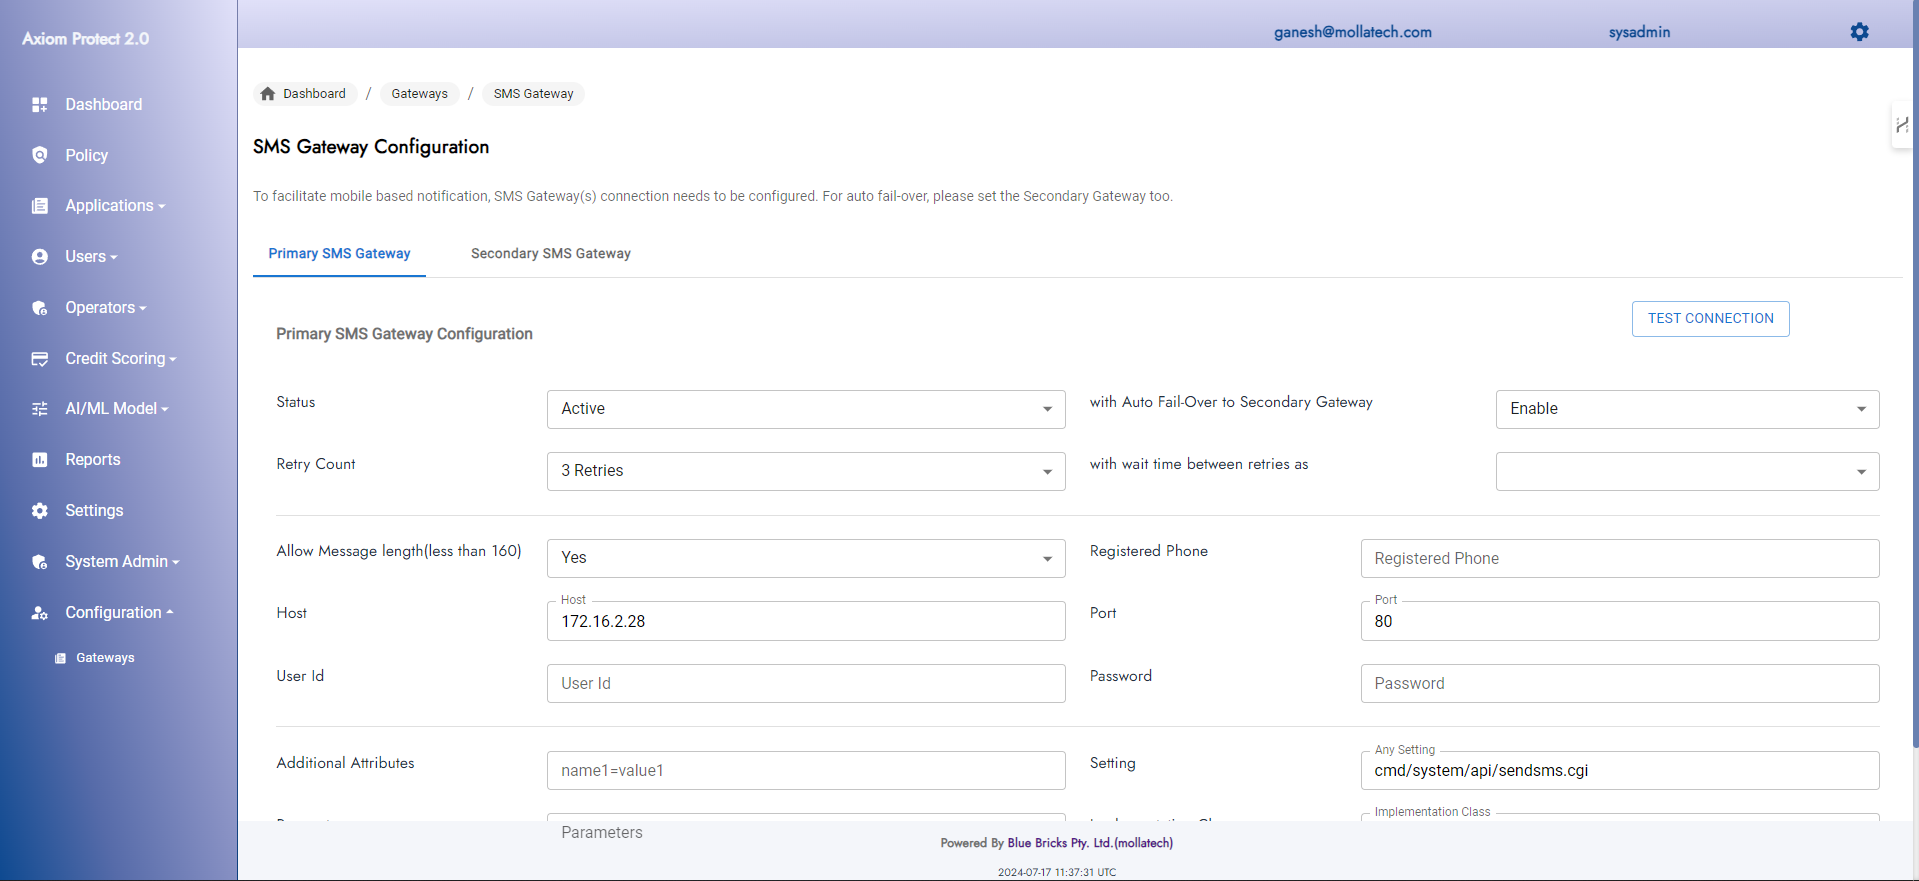 Axiom Protect 2.0
ganesh@mollatech.com
sysadmin
Dashboard
Policy
Applications
Users
Operators
Credit Scoring
AI/ML Model
Reports
Settings
System Admin
Configuration
Gateways
Dashboard / Gateways / SMS Gateway
SMS Gateway Configuration
To facilitate mobile based notification, SMS Gateway(s) connection needs to be configured. For auto fail-over, please set the Secondary Gateway too.
Primary SMS Gateway
Secondary SMS Gateway
Primary SMS Gateway Configuration
TEST CONNECTION
Status
Active
with Auto Fail-Over to Secondary Gateway
Enable
Retry Count
3 Retries
with wait time between retries as
Allow Message length(less than 160)
Yes
Registered Phone
Registered Phone
Host
Host
172.16.2.28
Port
Port
80
User Id
User Id
Password
Password
Additional Attributes
name1=value1
Setting
Any Setting
cmd/system/api/sendsms.cgi
Parameters
Implementation Class
Powered By Blue Bricks Pty. Ltd.(mollatech)
2024-07-17 11:37:31 UTC